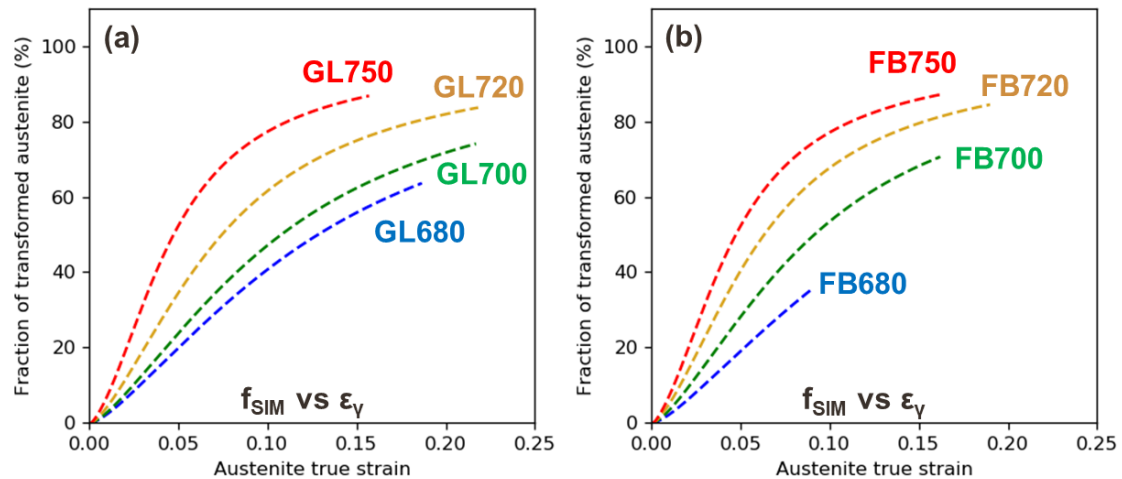 (a)
Fraction of transformed austenite (%)
100
80
60
40
20
0
GL750
GL720
GL700
GL680
f_SIM vs ε_γ
0.00 0.05 0.10 0.15 0.20 0.25
Austenite true strain
(b)
Fraction of transformed austenite (%)
100
80
60
40
20
0
FB750
FB720
FB700
FB680
f_SIM vs ε_γ
0.00 0.05 0.10 0.15 0.20 0.25
Austenite true strain